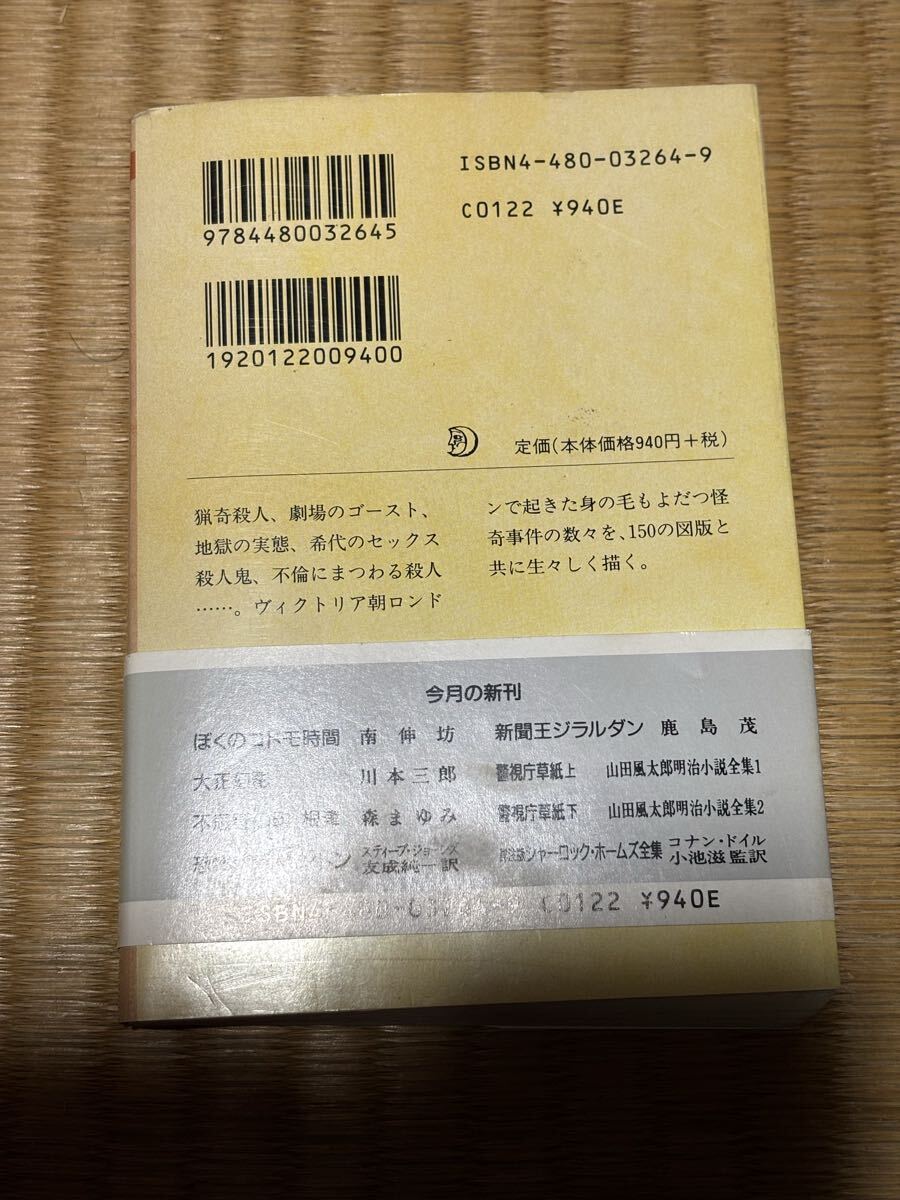 ISBN4-480-03264-9
C0122 ¥940E
9784480032645
1920122009400
定価(本体価格940円+税)
猟奇殺人、劇場のゴースト、
地獄の実態、希代のセックス
殺人鬼、不倫にまつわる殺人
……。ヴィクトリア朝ロンド
ンで起きた身の毛もよだつ怪
奇事件の数々を、150の図版と
共に生々しく描く。
今月の新刊
ぼくのコドモ時間 南伸坊
川本三郎
森まゆみ
スティーブ・ジョーンズ
友成純一訳
新聞王ジラルダン 鹿島茂
警視庁草紙上 山田風太郎明治小説全集1
警視庁草紙下 山田風太郎明治小説全集2
シャーロック・ホームズ全集 コナン・ドイル
小池滋監訳
C0122 ¥940E